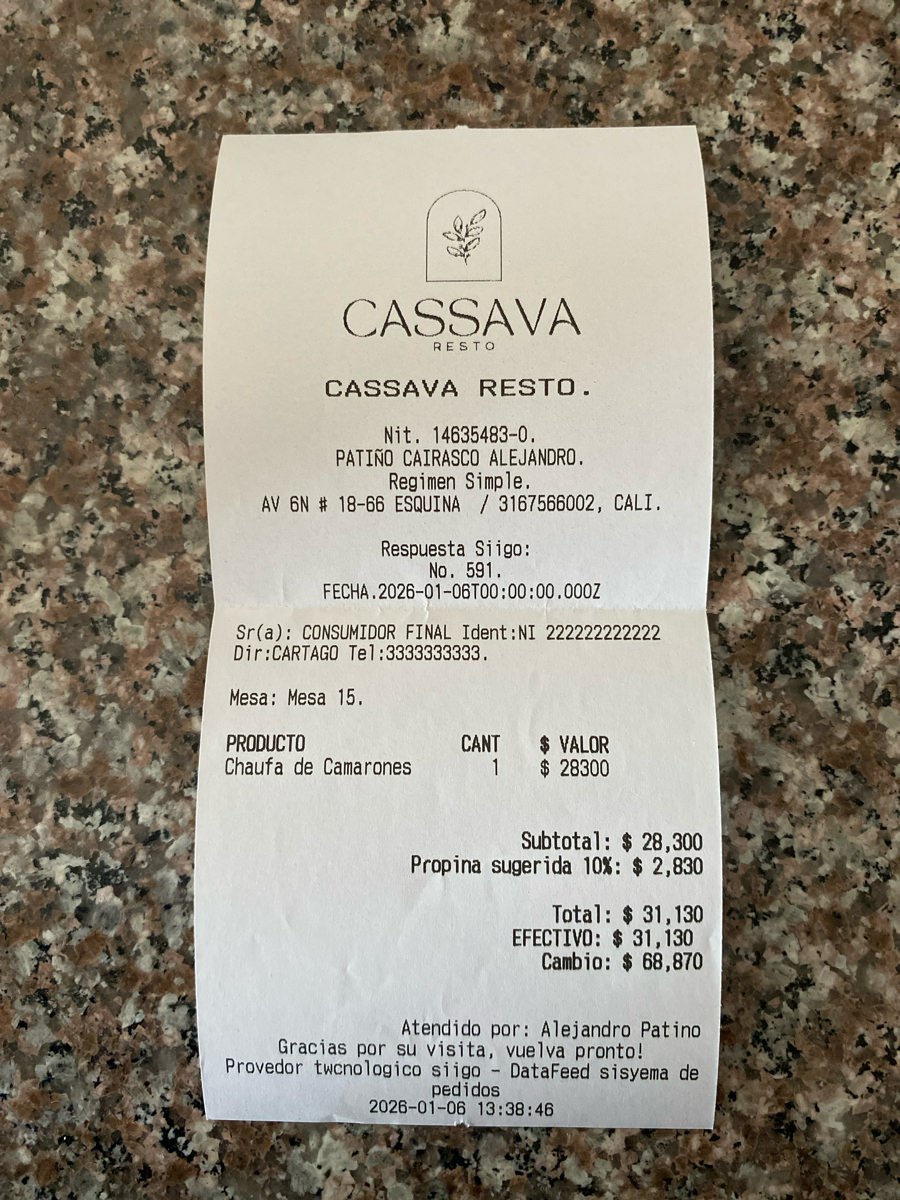 CASSAVA
RESTO
CASSAVA RESTO.
Nit. 14635483-0.
PATIÑO CAIRASCO ALEJANDRO.
Regimen Simple.
AV 6N # 18-66 ESQUINA / 3167566002, CALI.
Respuesta Siigo:
No. 591.
FECHA.2026-01-06T00:00:00.000Z
Sr(a): CONSUMIDOR FINAL Ident:NI 222222222222
Dir:CARTAGO Tel:3333333333.
Mesa: Mesa 15.
PRODUCTO CANT $ VALOR
Chaufa de Camarones 1 $ 28300
Subtotal: $ 28,300
Propina sugerida 10%: $ 2,830
Total: $ 31,130
EFECTIVO: $ 31,130
Cambio: $ 68,870
Atendido por: Alejandro Patino
Gracias por su visita, vuelva pronto!
Provedor twcnologico siigo - DataFeed sisyema de
pedidos
2026-01-06 13:38:46